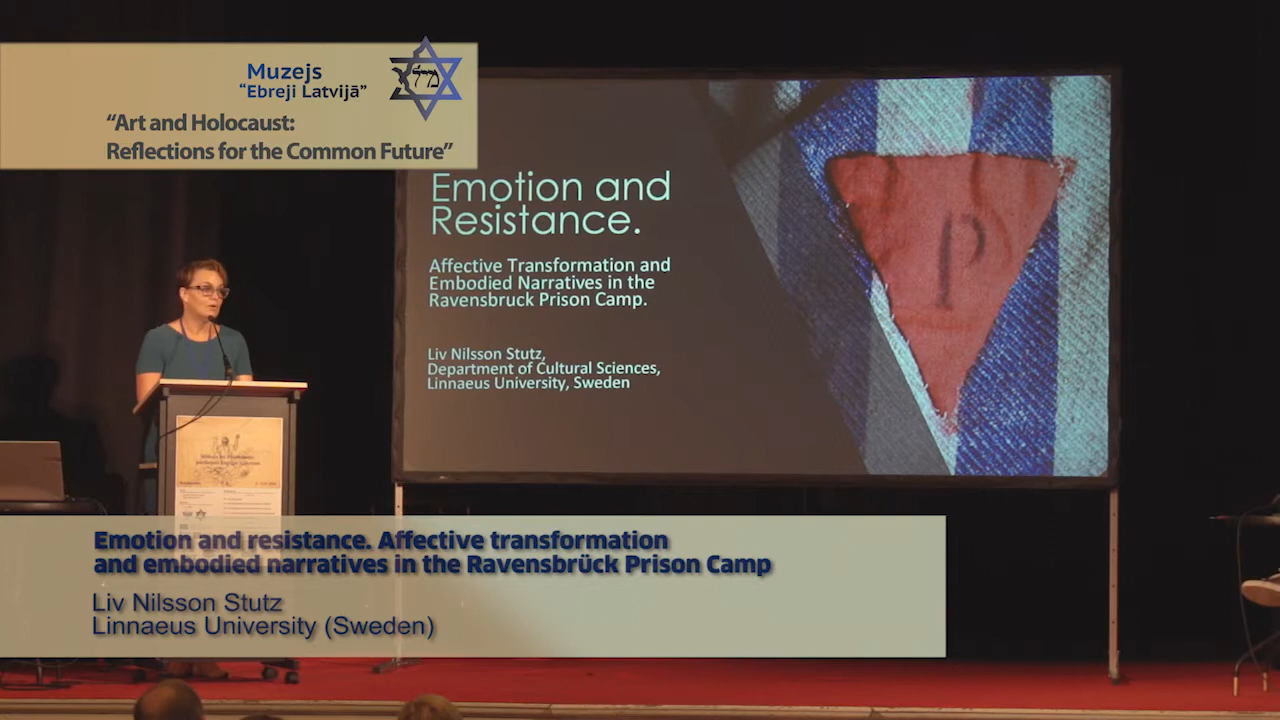 Muzejs
“Ebreji Latvijā”
“Art and Holocaust:
Reflections for the Common Future”
Emotion and
Resistance.
Affective Transformation and
Embodied Narratives in the
Ravensbruck Prison Camp.
Liv Nilsson Stutz,
Department of Cultural Sciences,
Linnaeus University, Sweden
P
Emotion and resistance. Affective transformation
and embodied narratives in the Ravensbrück Prison Camp
Liv Nilsson Stutz
Linnaeus University (Sweden)